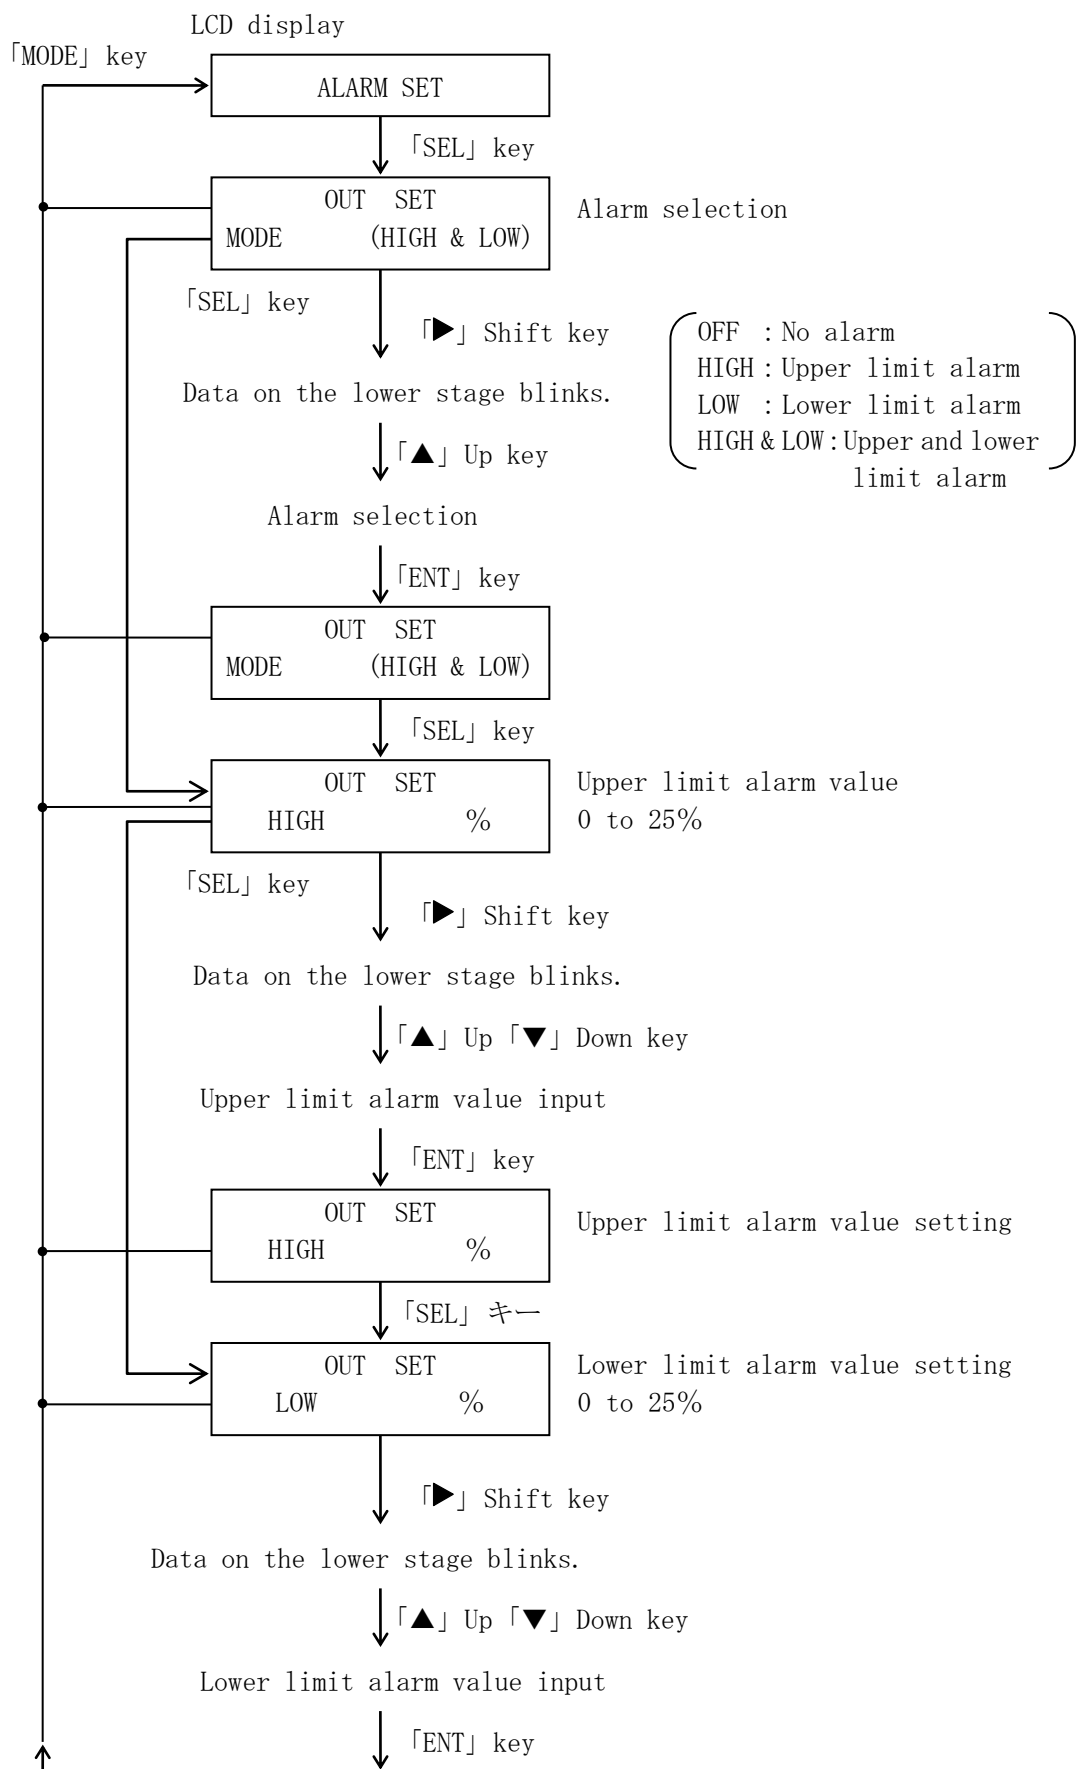 LCD display
「MODE」 key
ALARM SET
「SEL」 key
OUT SET
MODE (HIGH & LOW)
Alarm selection
「SEL」 key
「▶」 Shift key
OFF : No alarm
HIGH : Upper limit alarm
LOW : Lower limit alarm
HIGH & LOW : Upper and lower
limit alarm
Data on the lower stage blinks.
「▲」 Up key
Alarm selection
「ENT」 key
OUT SET
MODE (HIGH & LOW)
「SEL」 key
OUT SET
HIGH %
Upper limit alarm value
0 to 25%
「SEL」 key
「▶」 Shift key
Data on the lower stage blinks.
「▲」 Up 「▼」 Down key
Upper limit alarm value input
「ENT」 key
OUT SET
HIGH %
Upper limit alarm value setting
「SEL」 キー
OUT SET
LOW %
Lower limit alarm value setting
0 to 25%
「▶」 Shift key
Data on the lower stage blinks.
「▲」 Up 「▼」 Down key
Lower limit alarm value input
「ENT」 key